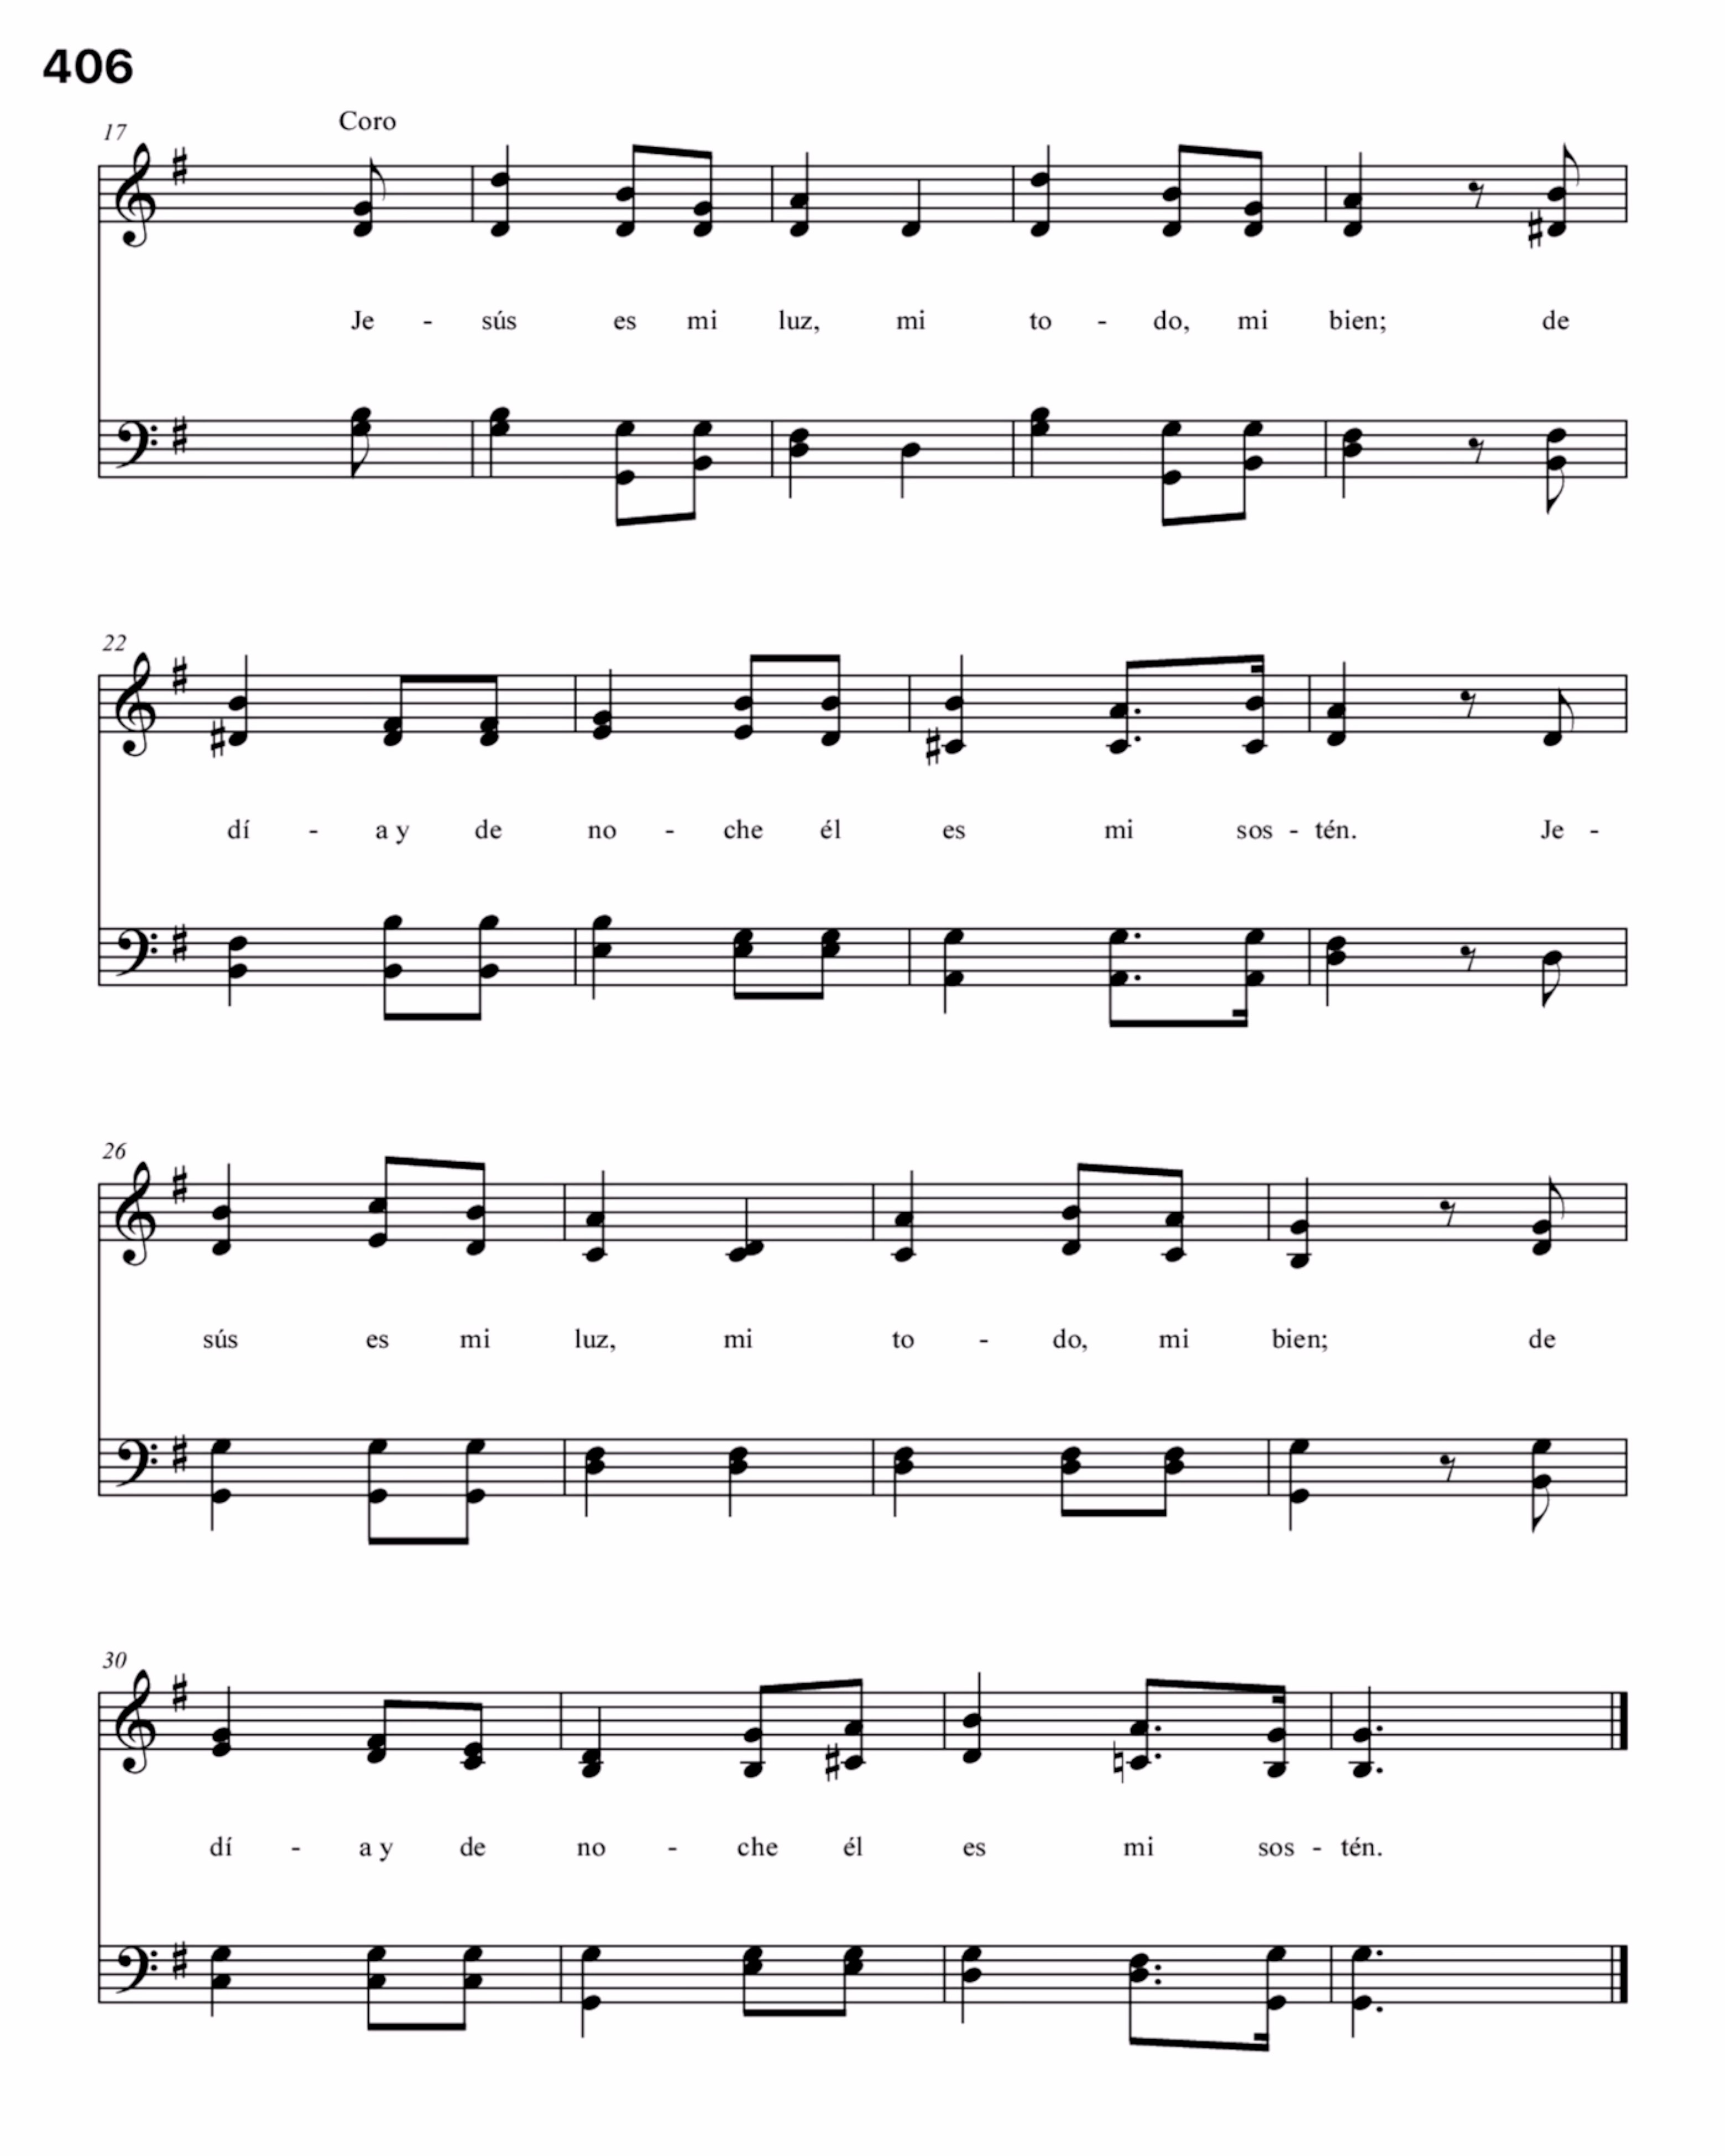 406
17
Coro
Je - sús es mi luz, mi to - do, mi bien; de
22
dí - a y de no - che él es mi sos - tén. Je -
26
sús es mi luz, mi to - do, mi bien; de
30
dí - a y de no - che él es mi sos - tén.